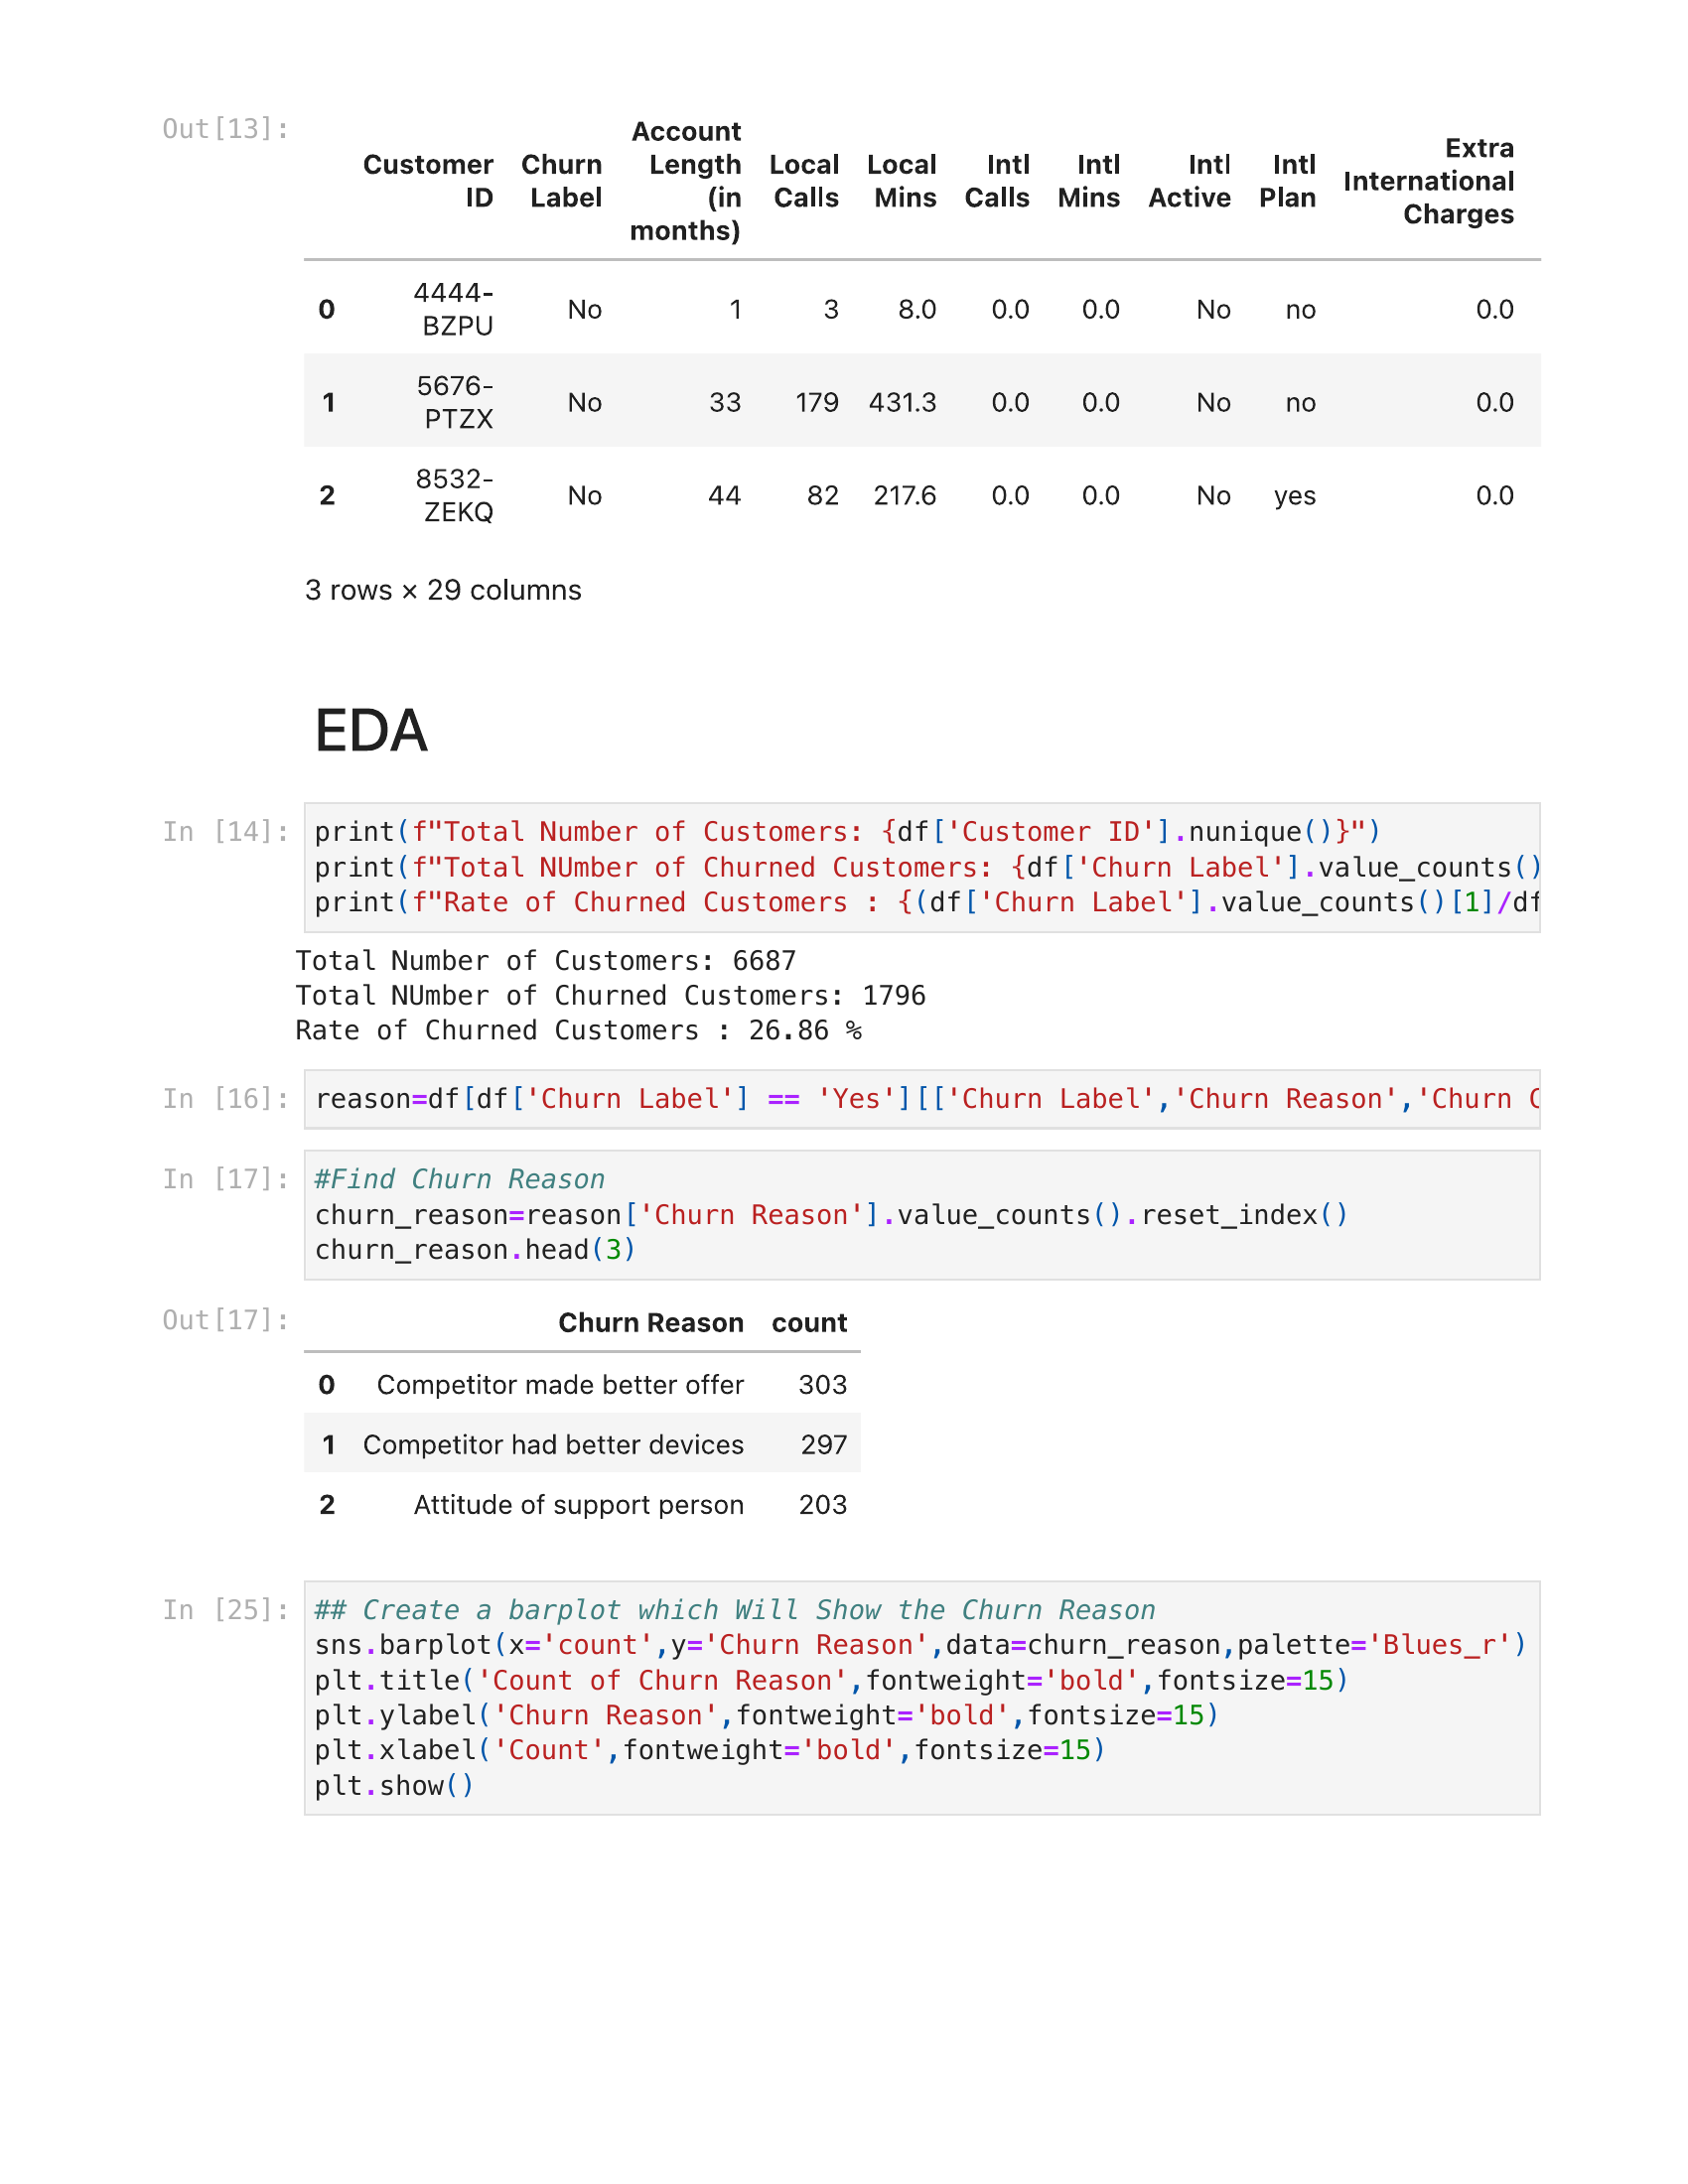 Out[13]:
Customer ID Churn Label Account Length (in months) Local Calls Local Mins Intl Calls Intl Mins Intl Active Intl Plan Extra International Charges
0 4444-BZPU No 1 3 8.0 0.0 0.0 No no 0.0
1 5676-PTZX No 33 179 431.3 0.0 0.0 No no 0.0
2 8532-ZEKQ No 44 82 217.6 0.0 0.0 No yes 0.0
3 rows × 29 columns
EDA
In [14]:
print(f"Total Number of Customers: {df['Customer ID'].nunique()}")
print(f"Total NUmber of Churned Customers: {df['Churn Label'].value_counts()
print(f"Rate of Churned Customers : {(df['Churn Label'].value_counts()[1]/df
Total Number of Customers: 6687
Total NUmber of Churned Customers: 1796
Rate of Churned Customers : 26.86 %
In [16]:
reason=df[df['Churn Label'] == 'Yes'][['Churn Label','Churn Reason','Churn C
In [17]:
#Find Churn Reason
churn_reason=reason['Churn Reason'].value_counts().reset_index()
churn_reason.head(3)
Out[17]:
Churn Reason count
0 Competitor made better offer 303
1 Competitor had better devices 297
2 Attitude of support person 203
In [25]:
## Create a barplot which Will Show the Churn Reason
sns.barplot(x='count',y='Churn Reason',data=churn_reason,palette='Blues_r')
plt.title('Count of Churn Reason',fontweight='bold',fontsize=15)
plt.ylabel('Churn Reason',fontweight='bold',fontsize=15)
plt.xlabel('Count',fontweight='bold',fontsize=15)
plt.show()